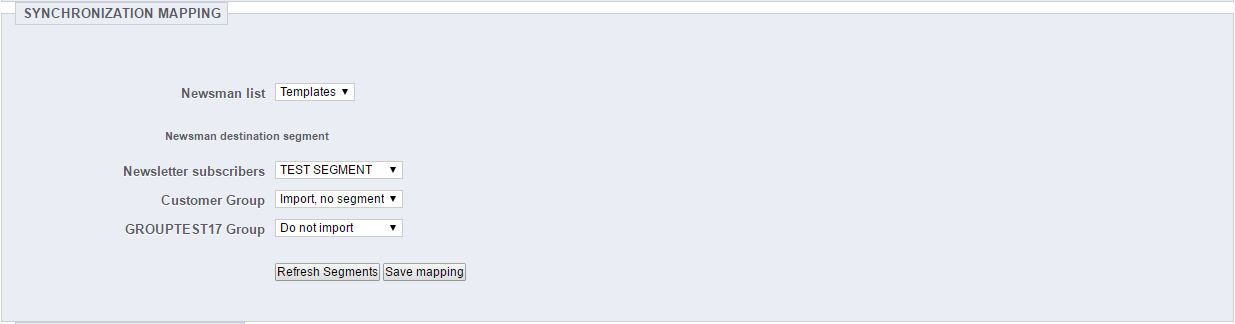 SYNCHRONIZATION MAPPING
Newsman list Templates
Newsman destination segment
Newsletter subscribers TEST SEGMENT
Customer Group Import, no segment
GROUPTEST17 Group Do not import
Refresh Segments Save mapping